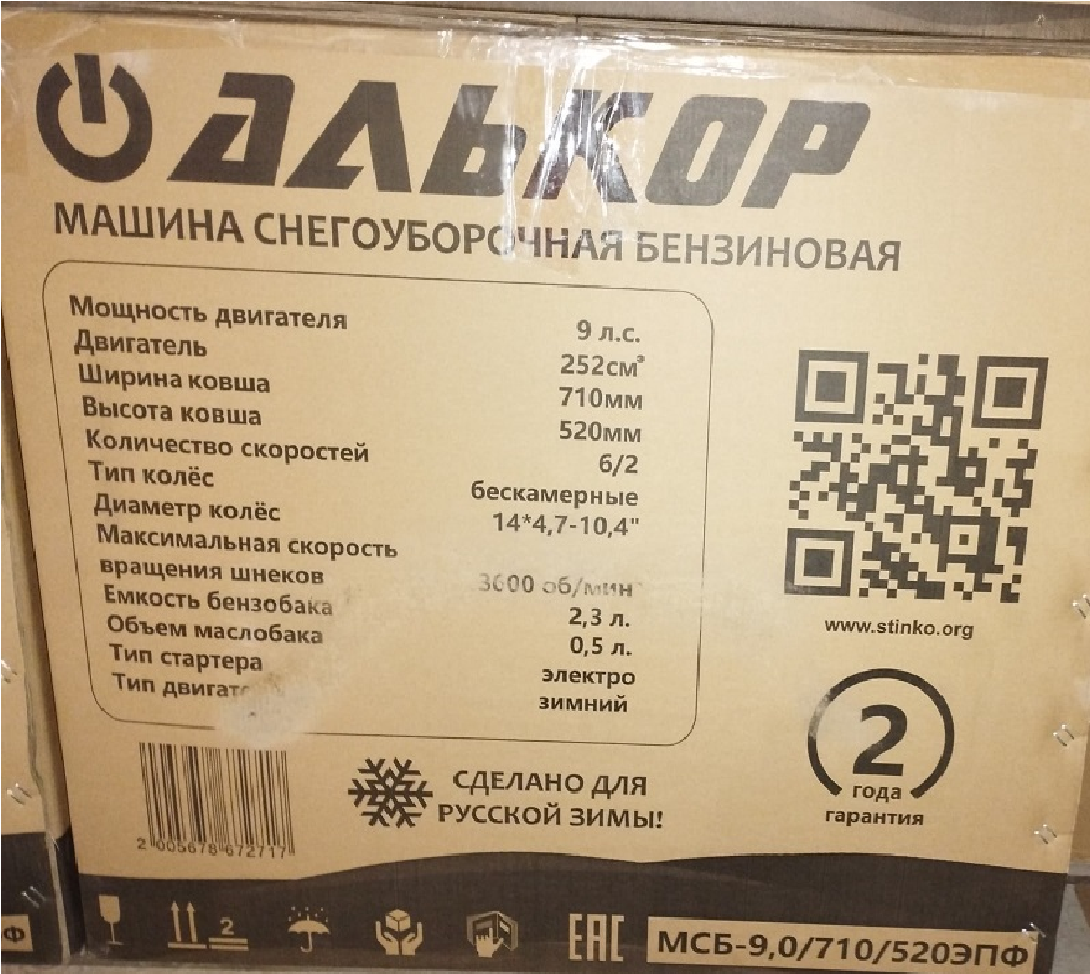 АЛЬКОР
МАШИНА СНЕГОУБОРОЧНАЯ БЕНЗИНОВАЯ
Мощность двигателя 9 л.с.
Двигатель 252см³
Ширина ковша 710мм
Высота ковша 520мм
Количество скоростей 6/2
Тип колёс бескамерные
Диаметр колёс 14*4,7-10,4"
Максимальная скорость
вращения шнеков 3600 об/мин
Емкость бензобака 2,3 л.
Объем маслобака 0,5 л.
Тип стартера электро
Тип зимний
www.stinko.org
2
года
гарантия
СДЕЛАНО ДЛЯ
РУССКОЙ ЗИМЫ!
2 005678 672717
2
EAC
МСБ-9,0/710/520ЭПФ
Ф